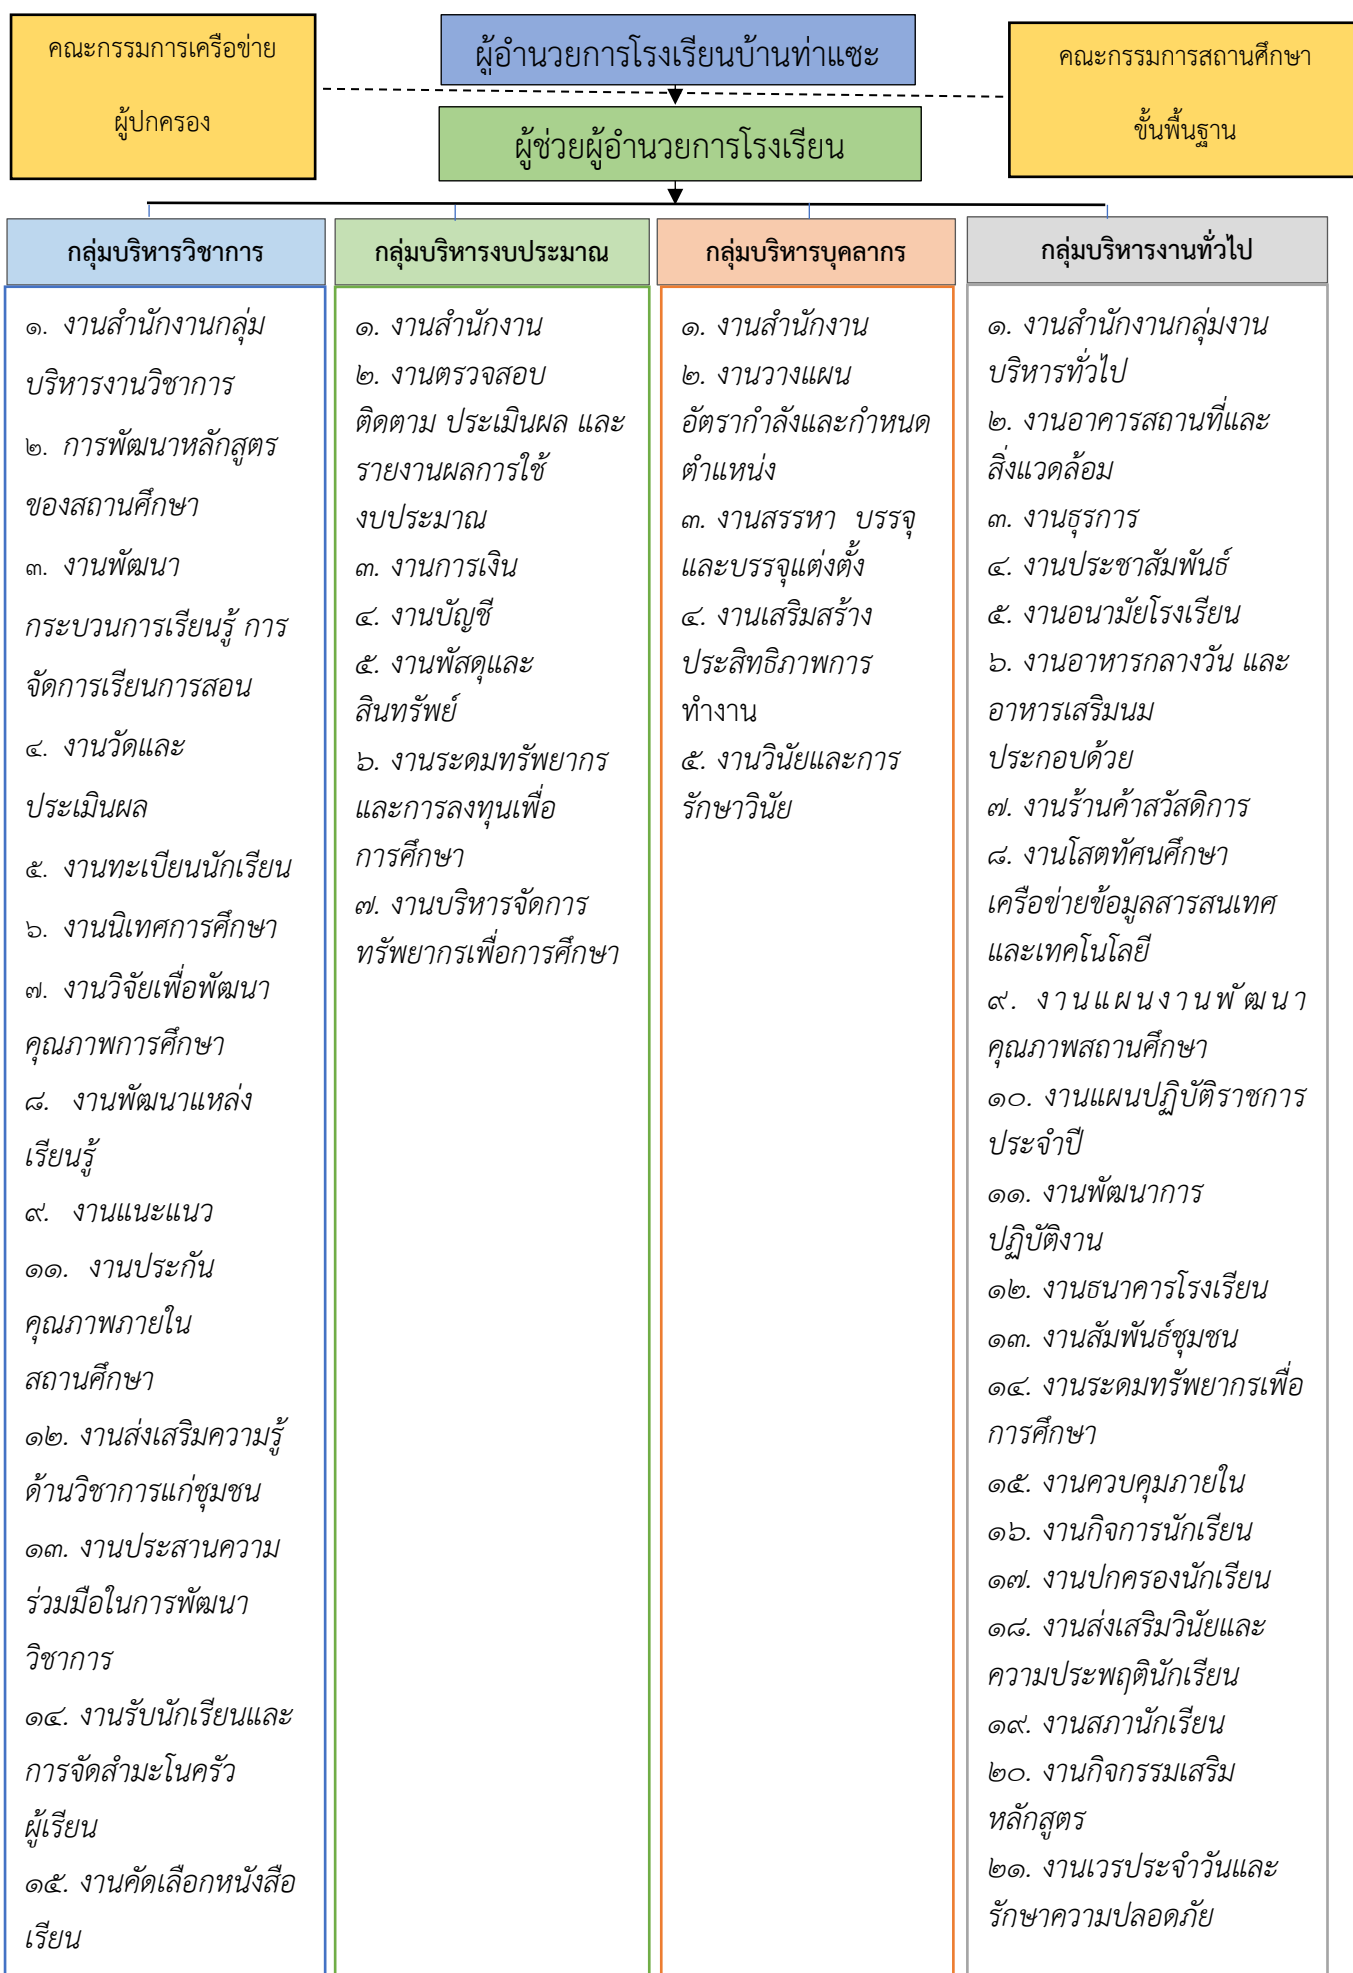 คณะกรรมการเครือข่าย
ผู้ปกครอง
ผู้อำนวยการโรงเรียนบ้านท่าแซะ
คณะกรรมการสถานศึกษา
ขั้นพื้นฐาน
ผู้ช่วยผู้อำนวยการโรงเรียน
กลุ่มบริหารวิชาการ
๑. งานสำนักงานกลุ่ม
บริหารงานวิชาการ
๒. การพัฒนาหลักสูตร
ของสถานศึกษา
๓. งานพัฒนา
กระบวนการเรียนรู้ การ
จัดการเรียนการสอน
๔. งานวัดและ
ประเมินผล
๕. งานทะเบียนนักเรียน
๖. งานนิเทศการศึกษา
๗. งานวิจัยเพื่อพัฒนา
คุณภาพการศึกษา
๘. งานพัฒนาแหล่ง
เรียนรู้
๙. งานแนะแนว
๑๑. งานประกัน
คุณภาพภายใน
สถานศึกษา
๑๒. งานส่งเสริมความรู้
ด้านวิชาการแก่ชุมชน
๑๓. งานประสานความ
ร่วมมือในการพัฒนา
วิชาการ
๑๔. งานรับนักเรียนและ
การจัดสำมะโนครัว
ผู้เรียน
๑๕. งานคัดเลือกหนังสือ
เรียน
กลุ่มบริหารงบประมาณ
๑. งานสำนักงาน
๒. งานตรวจสอบ
ติดตาม ประเมินผล และ
รายงานผลการใช้
งบประมาณ
๓. งานการเงิน
๔. งานบัญชี
๕. งานพัสดุและ
สินทรัพย์
๖. งานระดมทรัพยากร
และการลงทุนเพื่อ
การศึกษา
๗. งานบริหารจัดการ
ทรัพยากรเพื่อการศึกษา
กลุ่มบริหารบุคลากร
๑. งานสำนักงาน
๒. งานวางแผน
อัตรากำลังและกำหนด
ตำแหน่ง
๓. งานสรรหา บรรจุ
และบรรจุแต่งตั้ง
๔. งานเสริมสร้าง
ประสิทธิภาพการ
ทำงาน
๕. งานวินัยและการ
รักษาวินัย
กลุ่มบริหารงานทั่วไป
๑. งานสำนักงานกลุ่มงาน
บริหารทั่วไป
๒. งานอาคารสถานที่และ
สิ่งแวดล้อม
๓. งานธุรการ
๔. งานประชาสัมพันธ์
๕. งานอนามัยโรงเรียน
๖. งานอาหารกลางวัน และ
อาหารเสริมนม
ประกอบด้วย
๗. งานร้านค้าสวัสดิการ
๘. งานโสตทัศนศึกษา
เครือข่ายข้อมูลสารสนเทศ
และเทคโนโลยี
๙. งานแผนงานพัฒนา
คุณภาพสถานศึกษา
๑๐. งานแผนปฏิบัติราชการ
ประจำปี
๑๑. งานพัฒนาการ
ปฏิบัติงาน
๑๒. งานธนาคารโรงเรียน
๑๓. งานสัมพันธ์ชุมชน
๑๔. งานระดมทรัพยากรเพื่อ
การศึกษา
๑๕. งานควบคุมภายใน
๑๖. งานกิจการนักเรียน
๑๗. งานปกครองนักเรียน
๑๘. งานส่งเสริมวินัยและ
ความประพฤตินักเรียน
๑๙. งานสภานักเรียน
๒๐. งานกิจกรรมเสริม
หลักสูตร
๒๑. งานเวรประจำวันและ
รักษาความปลอดภัย